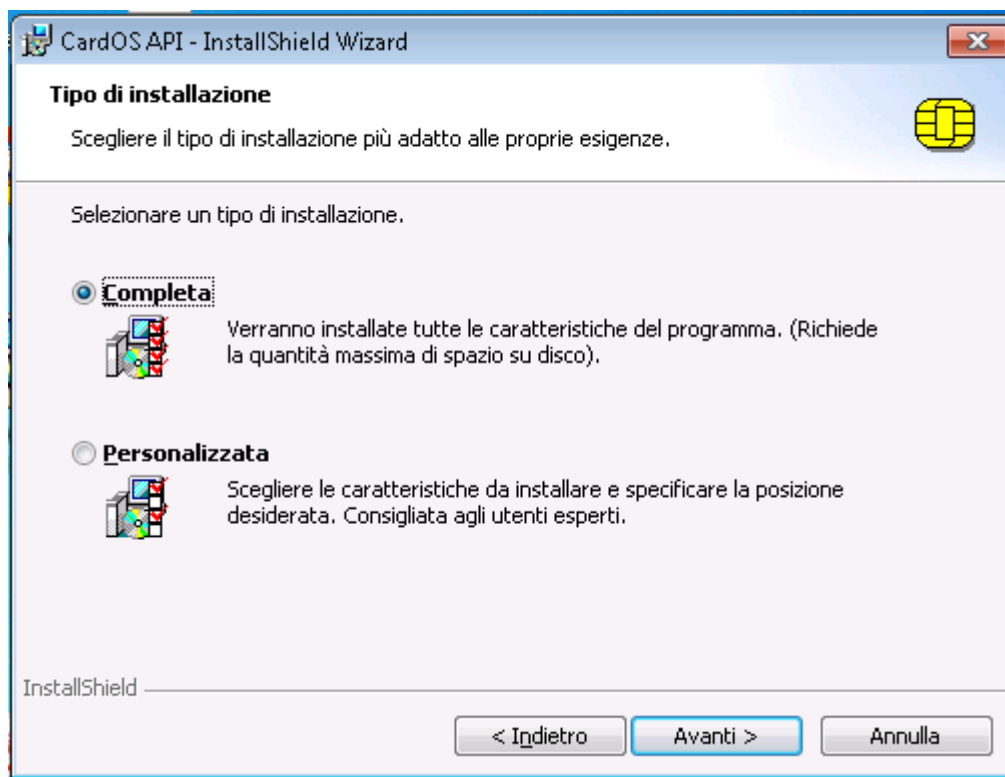 CardOS API - InstallShield Wizard
Tipo di installazione
Scegliere il tipo di installazione più adatto alle proprie esigenze.
Selezionare un tipo di installazione.
Completa
Verranno installate tutte le caratteristiche del programma. (Richiede
la quantità massima di spazio su disco).
Personalizzata
Scegliere le caratteristiche da installare e specificare la posizione
desiderata. Consigliata agli utenti esperti.
InstallShield
< Indietro
Avanti >
Annulla